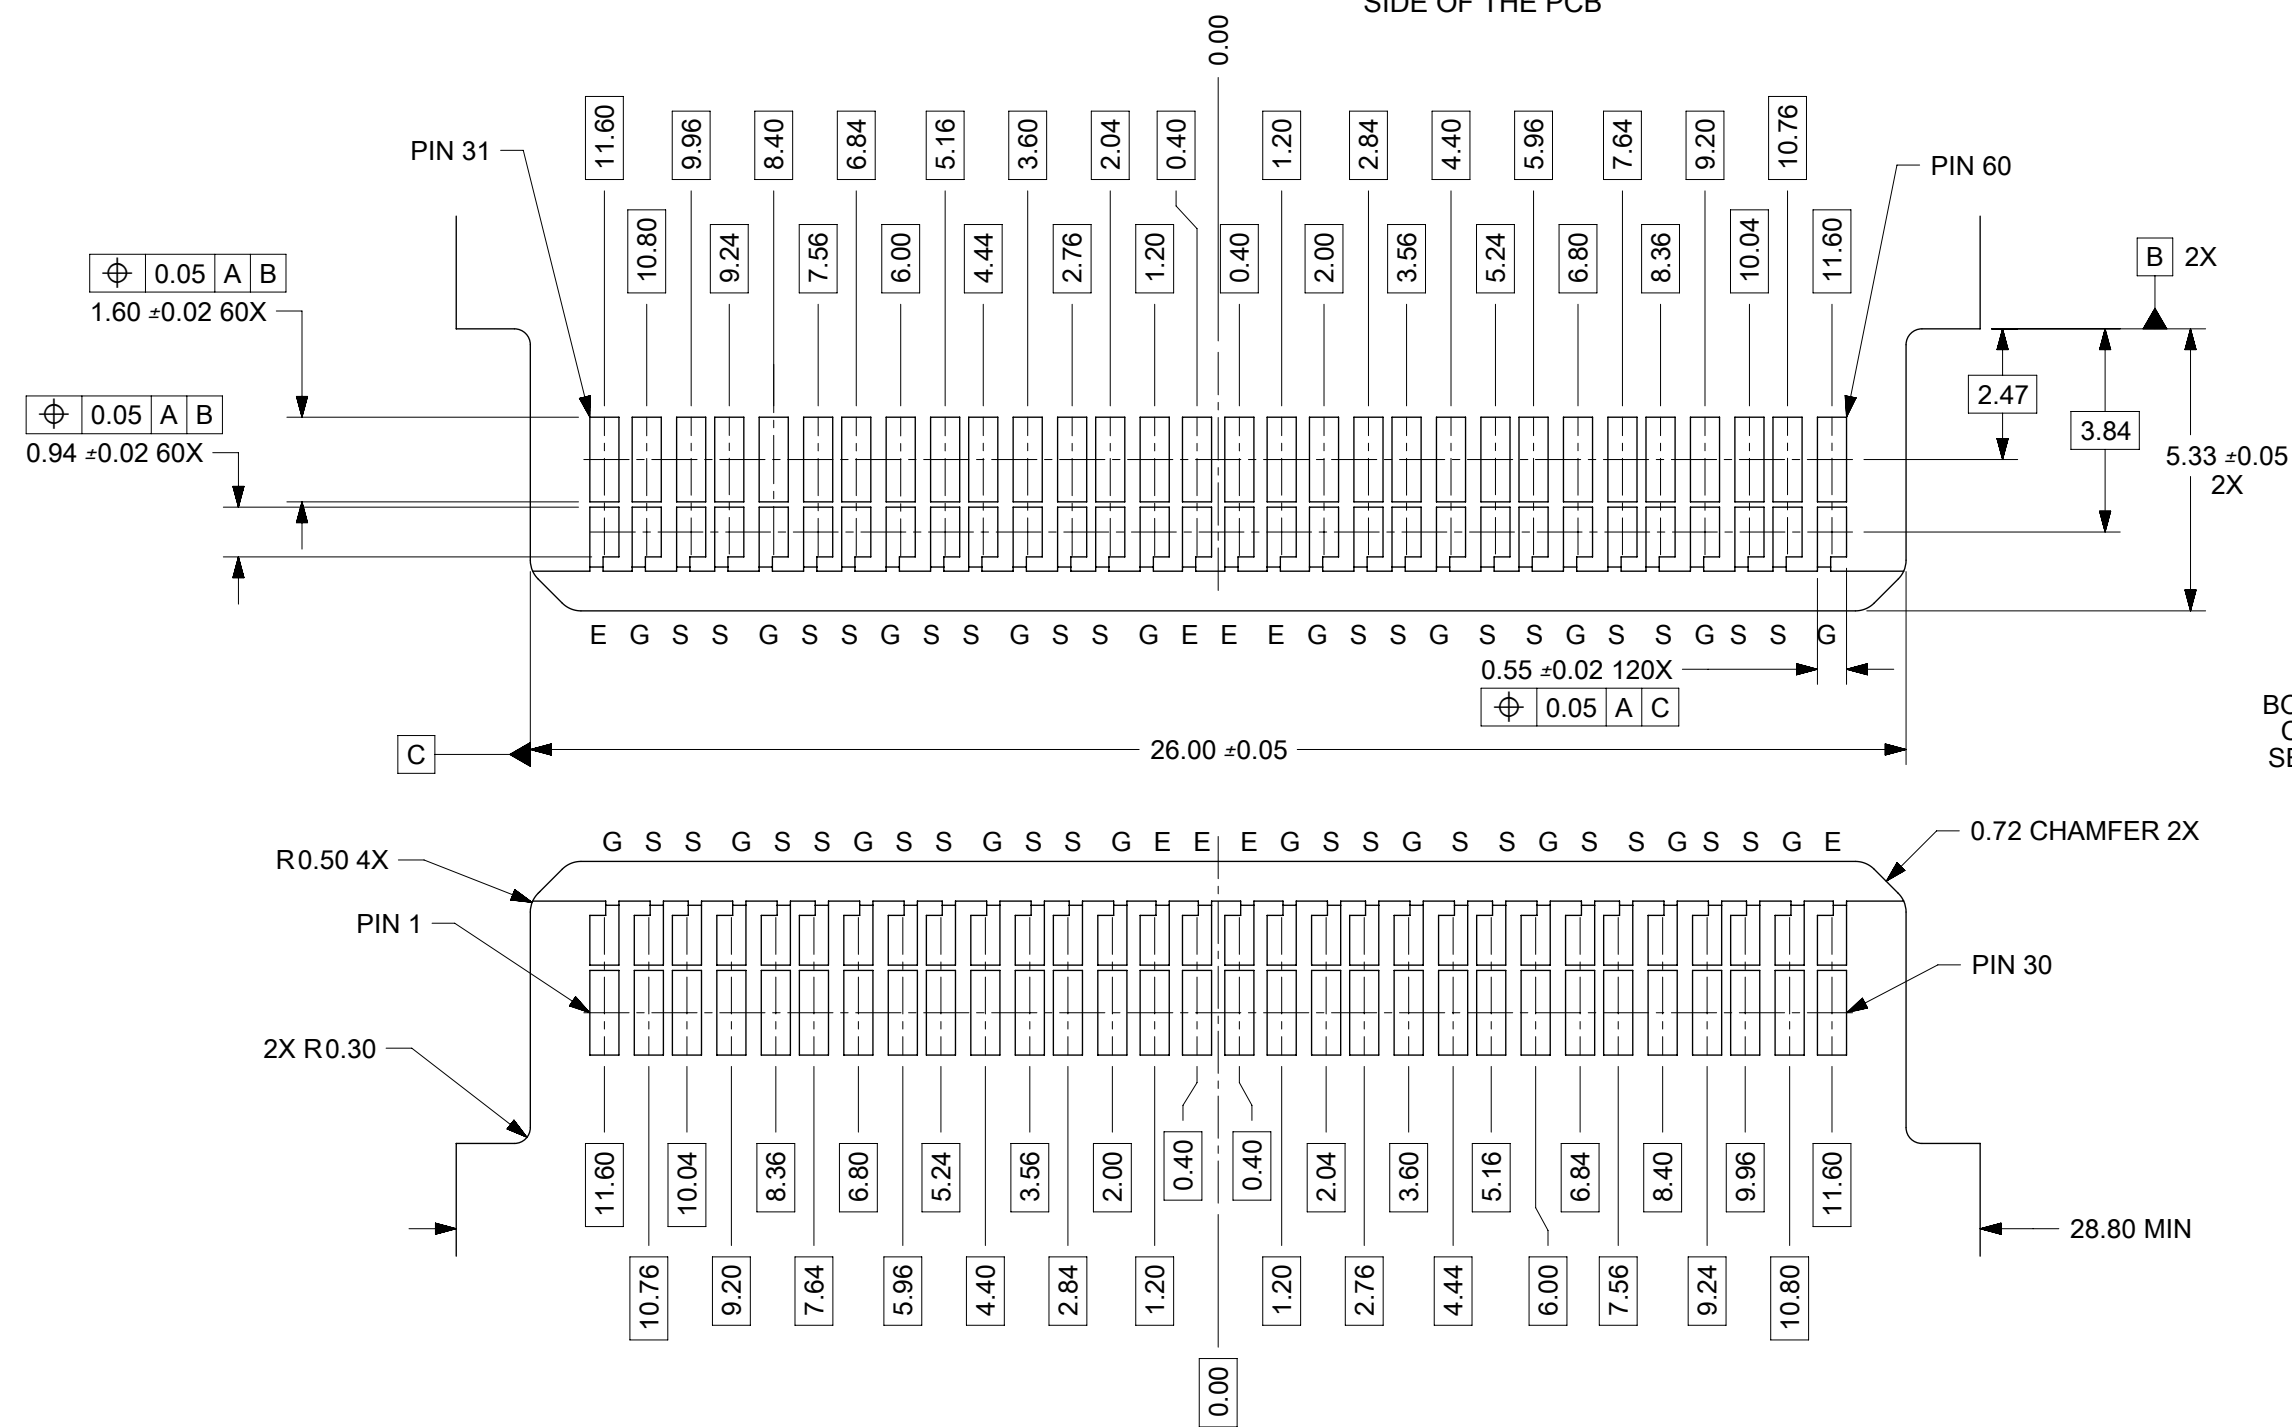 SIDE OF THE PCB
0.00
11.60 9.96 8.40 6.84 5.16 3.60 2.04 0.40 1.20 2.84 4.40 5.96 7.64 9.20 10.76
PIN 31
PIN 60
10.80 9.24 7.56 6.00 4.44 2.76 1.20 0.40 2.00 3.56 5.24 6.80 8.36 10.04 11.60
B 2X
⌖ 0.05 A B
1.60 ±0.02 60X
2.47
3.84
⌖ 0.05 A B
0.94 ±0.02 60X
5.33 ±0.05
2X
E G S S G S S G S S G S S G E E E G S S G S S G S S G S S G
0.55 ±0.02 120X
⌖ 0.05 A C
C
26.00 ±0.05
G S S G S S G S S G S S G E E E G S S G S S G S S G S S G E
0.72 CHAMFER 2X
R0.50 4X
PIN 1
PIN 30
2X R0.30
11.60 10.04 8.36 6.80 5.24 3.56 2.00 0.40 0.40 2.04 3.60 5.16 6.84 8.40 9.96 11.60
28.80 MIN
10.76 9.20 7.64 5.96 4.40 2.84 1.20 1.20 2.76 4.44 6.00 7.56 9.24 10.80
0.00